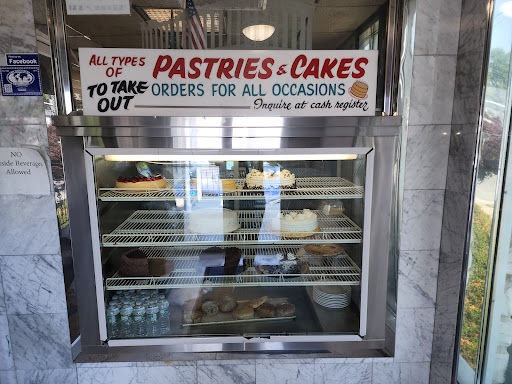 ALL TYPES
OF
TO TAKE
OUT
PASTRIES & CAKES
ORDERS FOR ALL OCCASIONS
Inquire at cash register
Facebook
NO
side Beverages
Allowed